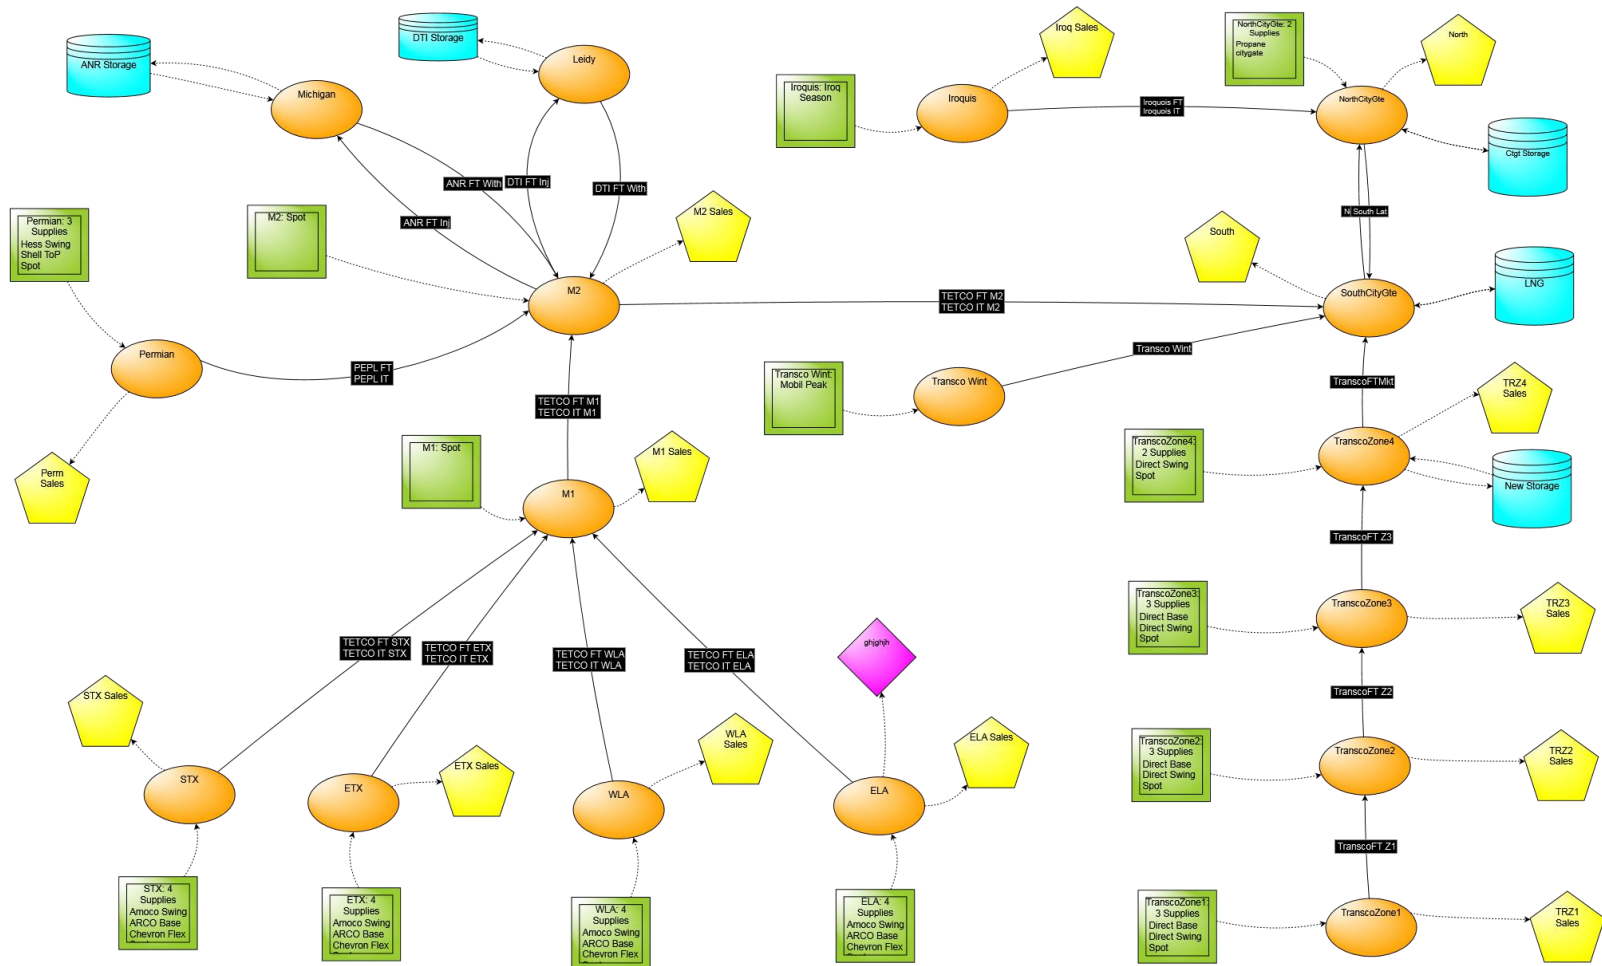 ANR Storage
DTI Storage
Leidy
Michigan
Iroq Sales
Iroquis: Iroq
Season
Iroquis
Iroquois FT
Iroquois IT
NorthCityGte: 2
Supplies
Propane
citygate
North
NorthCityGte
Ctgt Storage
ANR FT With
DTI FT Inj
DTI FT With
ANR FT Inj
South Lat
Permian: 3
Supplies
Hess Swing
Shell ToP
Spot
M2: Spot
M2 Sales
South
M2
TETCO FT M2
TETCO IT M2
SouthCityGte
LNG
Permian
PEPL FT
PEPL IT
Transco Wint:
Mobil Peak
Transco Wint
Transco Wint
TETCO FT M1
TETCO IT M1
TranscoFTMkt
TRZ4
Sales
Perm
Sales
M1: Spot
M1 Sales
M1
TranscoZone4:
2 Supplies
Direct Swing
Spot
TranscoZone4
New Storage
TranscoFT Z3
TranscoZone3:
3 Supplies
Direct Base
Direct Swing
Spot
TranscoZone3
TRZ3
Sales
TETCO FT STX
TETCO IT STX
TETCO FT ETX
TETCO IT ETX
TETCO FT WLA
TETCO IT WLA
TETCO FT ELA
TETCO IT ELA
ghjghjh
TranscoFT Z2
STX Sales
STX
ETX Sales
ETX
WLA
Sales
WLA
ELA Sales
ELA
TranscoZone2:
3 Supplies
Direct Base
Direct Swing
Spot
TranscoZone2
TRZ2
Sales
TranscoFT Z1
STX: 4
Supplies
Amoco Swing
ARCO Base
Chevron Flex
ETX: 4
Supplies
Amoco Swing
ARCO Base
Chevron Flex
WLA: 4
Supplies
Amoco Swing
ARCO Base
Chevron Flex
ELA: 4
Supplies
Amoco Swing
ARCO Base
Chevron Flex
TranscoZone1:
3 Supplies
Direct Base
Direct Swing
Spot
TranscoZone1
TRZ1
Sales